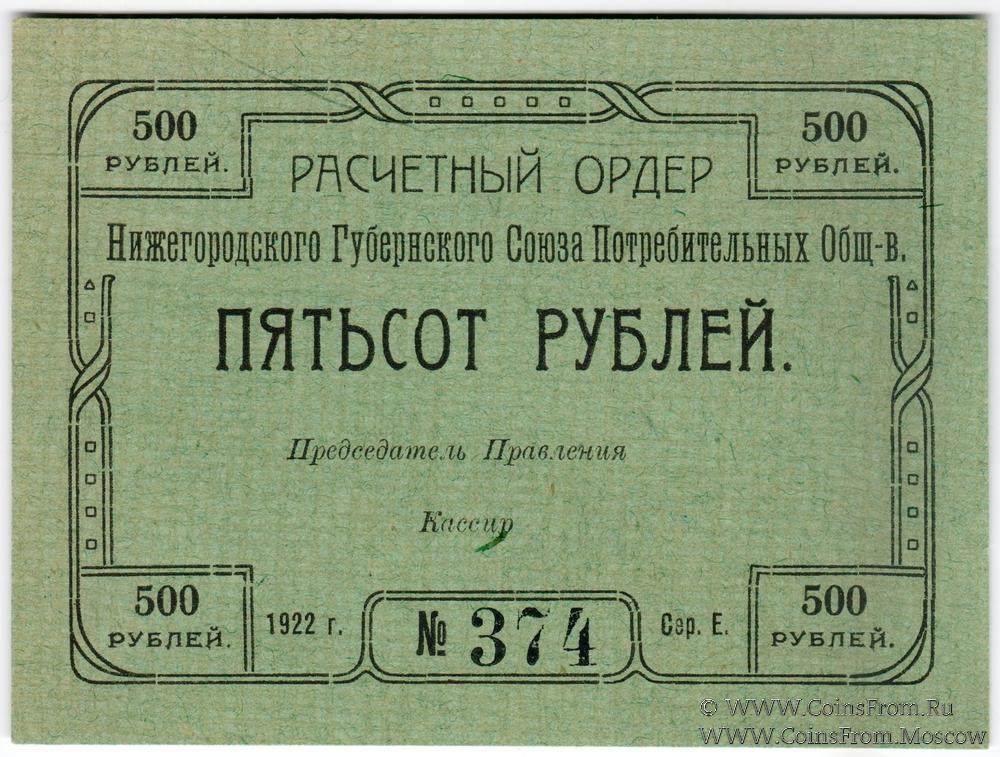 500 РУБЛЕЙ.
500 РУБЛЕЙ.
РАСЧЕТНЫЙ ОРДЕР
Нижегородского Губернского Союза Потребительных Общ-в.
ПЯТЬСОТ РУБЛЕЙ.
Председатель Правления
Кассир
500 РУБЛЕЙ.
1922 г.
№ 374
Сер. Е.
500 РУБЛЕЙ.
© WWW.CoinsFrom.Ru
WWW.CoinsFrom.Moscow